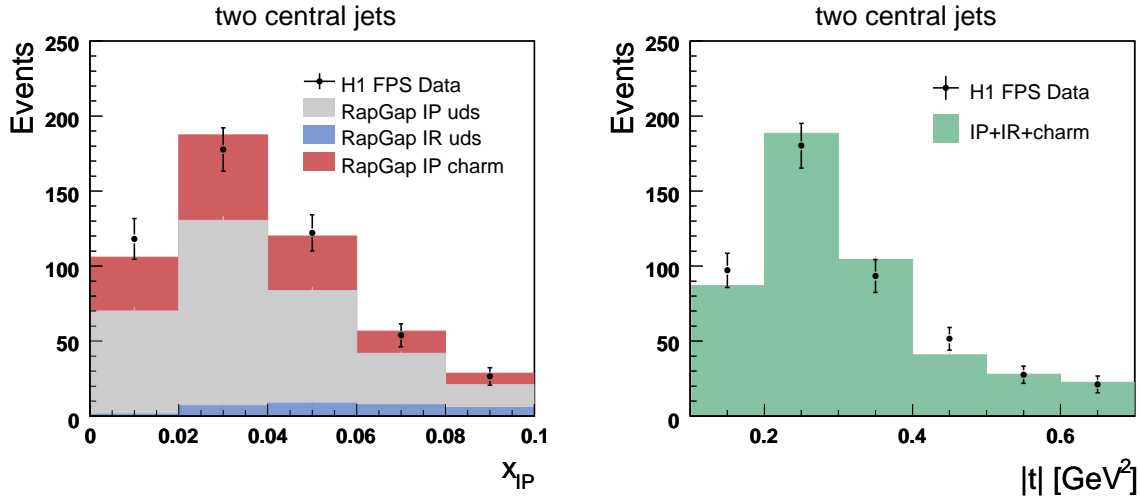 two central jets
Events
250
200
150
100
50
0
H1 FPS Data
RapGap IP uds
RapGap IR uds
RapGap IP charm
0 0.02 0.04 0.06 0.08 0.1
x_IP
two central jets
Events
250
200
150
100
50
0
H1 FPS Data
IP+IR+charm
0.2 0.4 0.6
|t| [GeV²]